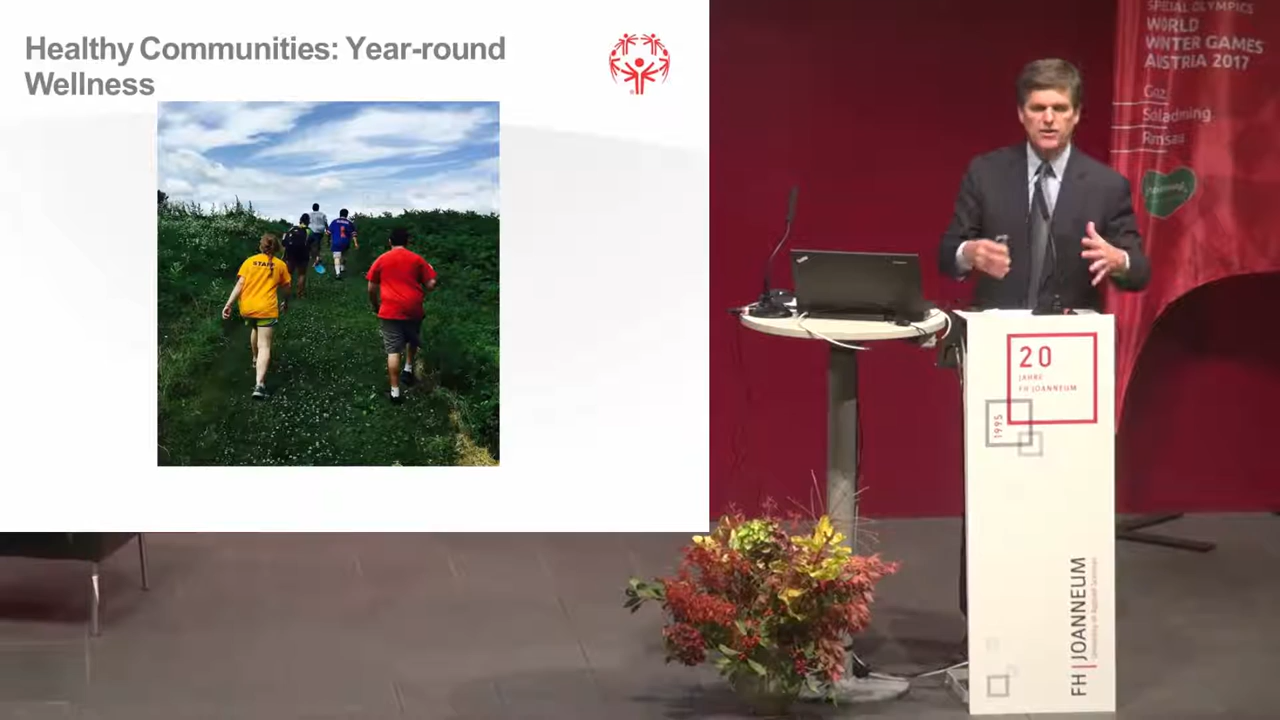 Healthy Communities: Year-round
Wellness
STAFF
SPECIAL OLYMPICS
WORLD
WINTER GAMES
AUSTRIA 2017
Graz
Schladming
Ramsau
20
JAHRE
FH JOANNEUM
1995
FH | JOANNEUM
University of Applied Sciences